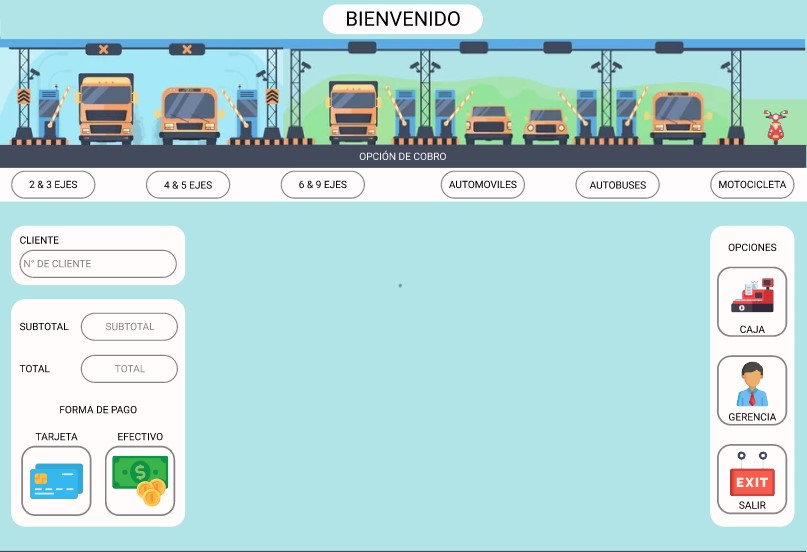 BIENVENIDO
OPCIÓN DE COBRO
2 & 3 EJES
4 & 5 EJES
6 & 9 EJES
AUTOMOVILES
AUTOBUSES
MOTOCICLETA
CLIENTE
N° DE CLIENTE
SUBTOTAL SUBTOTAL
TOTAL TOTAL
FORMA DE PAGO
TARJETA EFECTIVO
OPCIONES
CAJA
GERENCIA
EXIT
SALIR